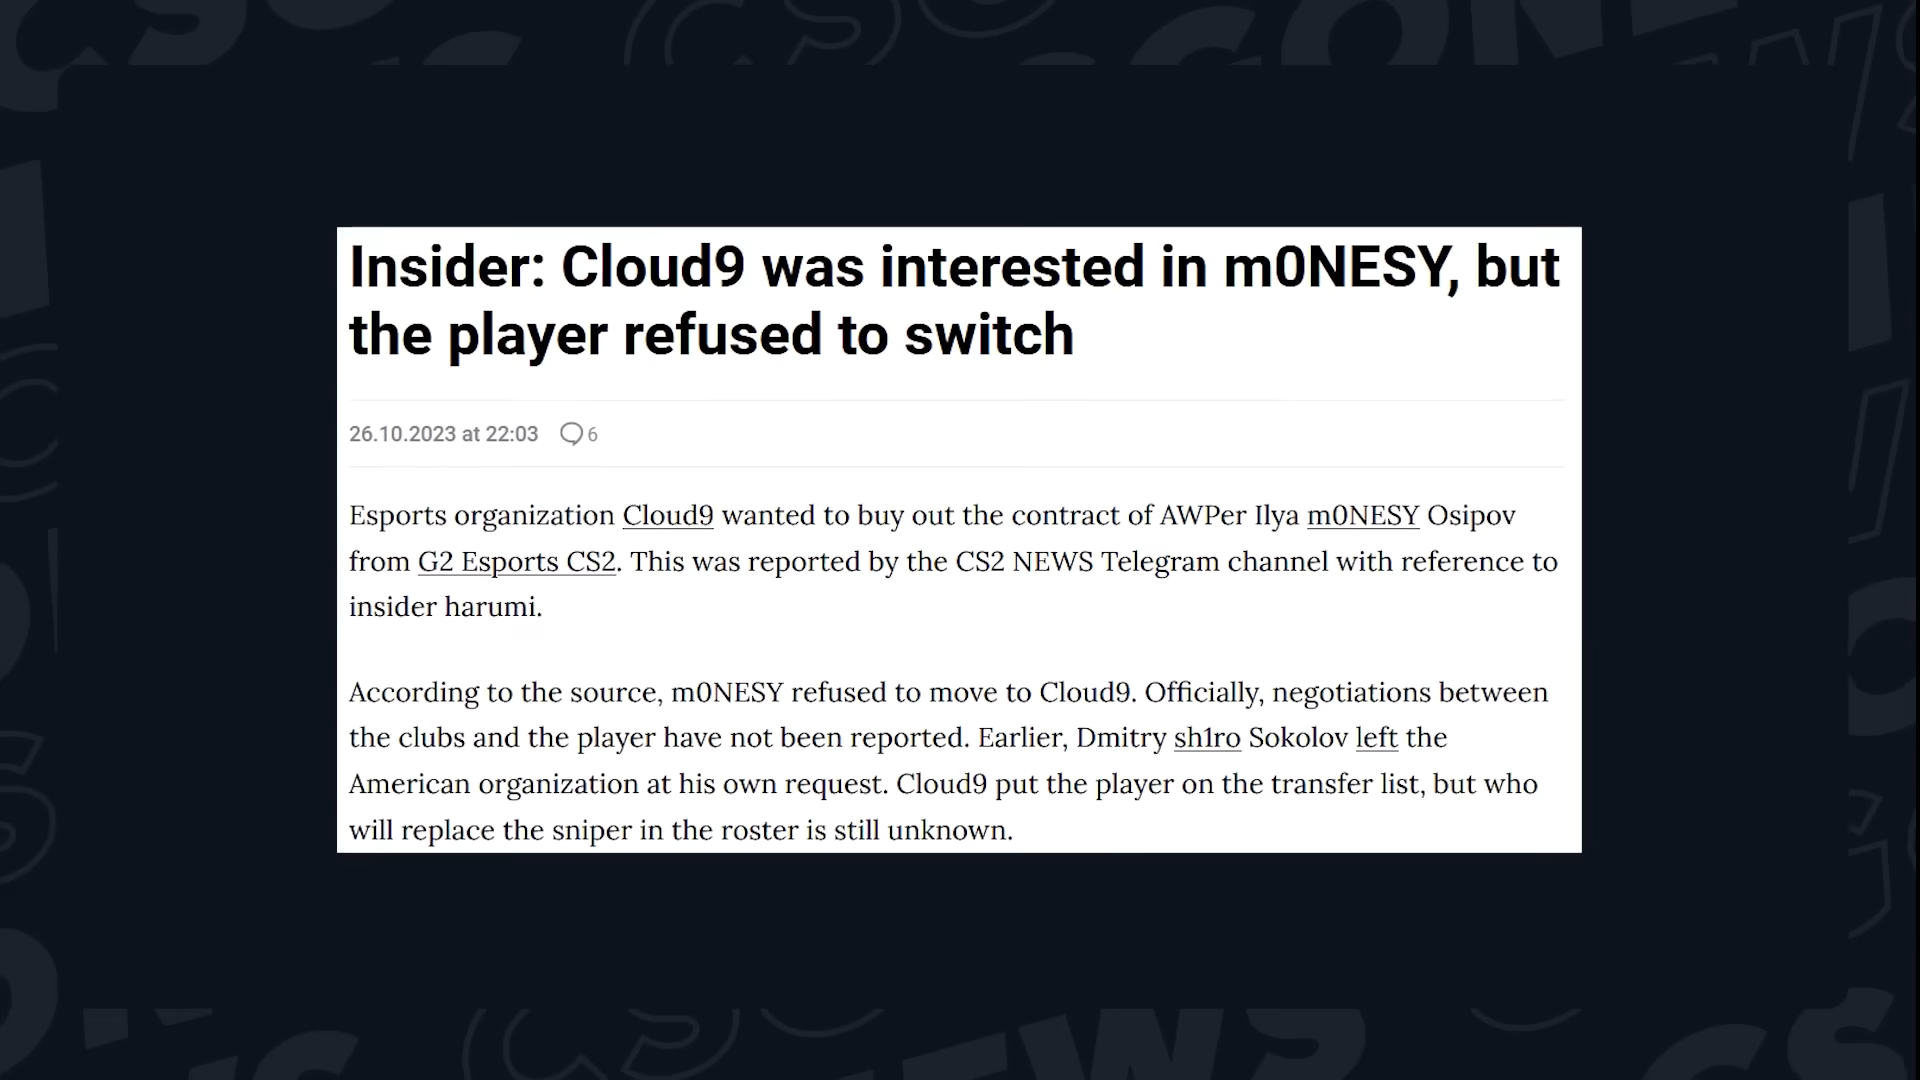 Insider: Cloud9 was interested in m0NESY, but
the player refused to switch
26.10.2023 at 22:03 6
Esports organization Cloud9 wanted to buy out the contract of AWPer Ilya m0NESY Osipov
from G2 Esports CS2. This was reported by the CS2 NEWS Telegram channel with reference to
insider harumi.
According to the source, m0NESY refused to move to Cloud9. Officially, negotiations between
the clubs and the player have not been reported. Earlier, Dmitry sh1ro Sokolov left the
American organization at his own request. Cloud9 put the player on the transfer list, but who
will replace the sniper in the roster is still unknown.